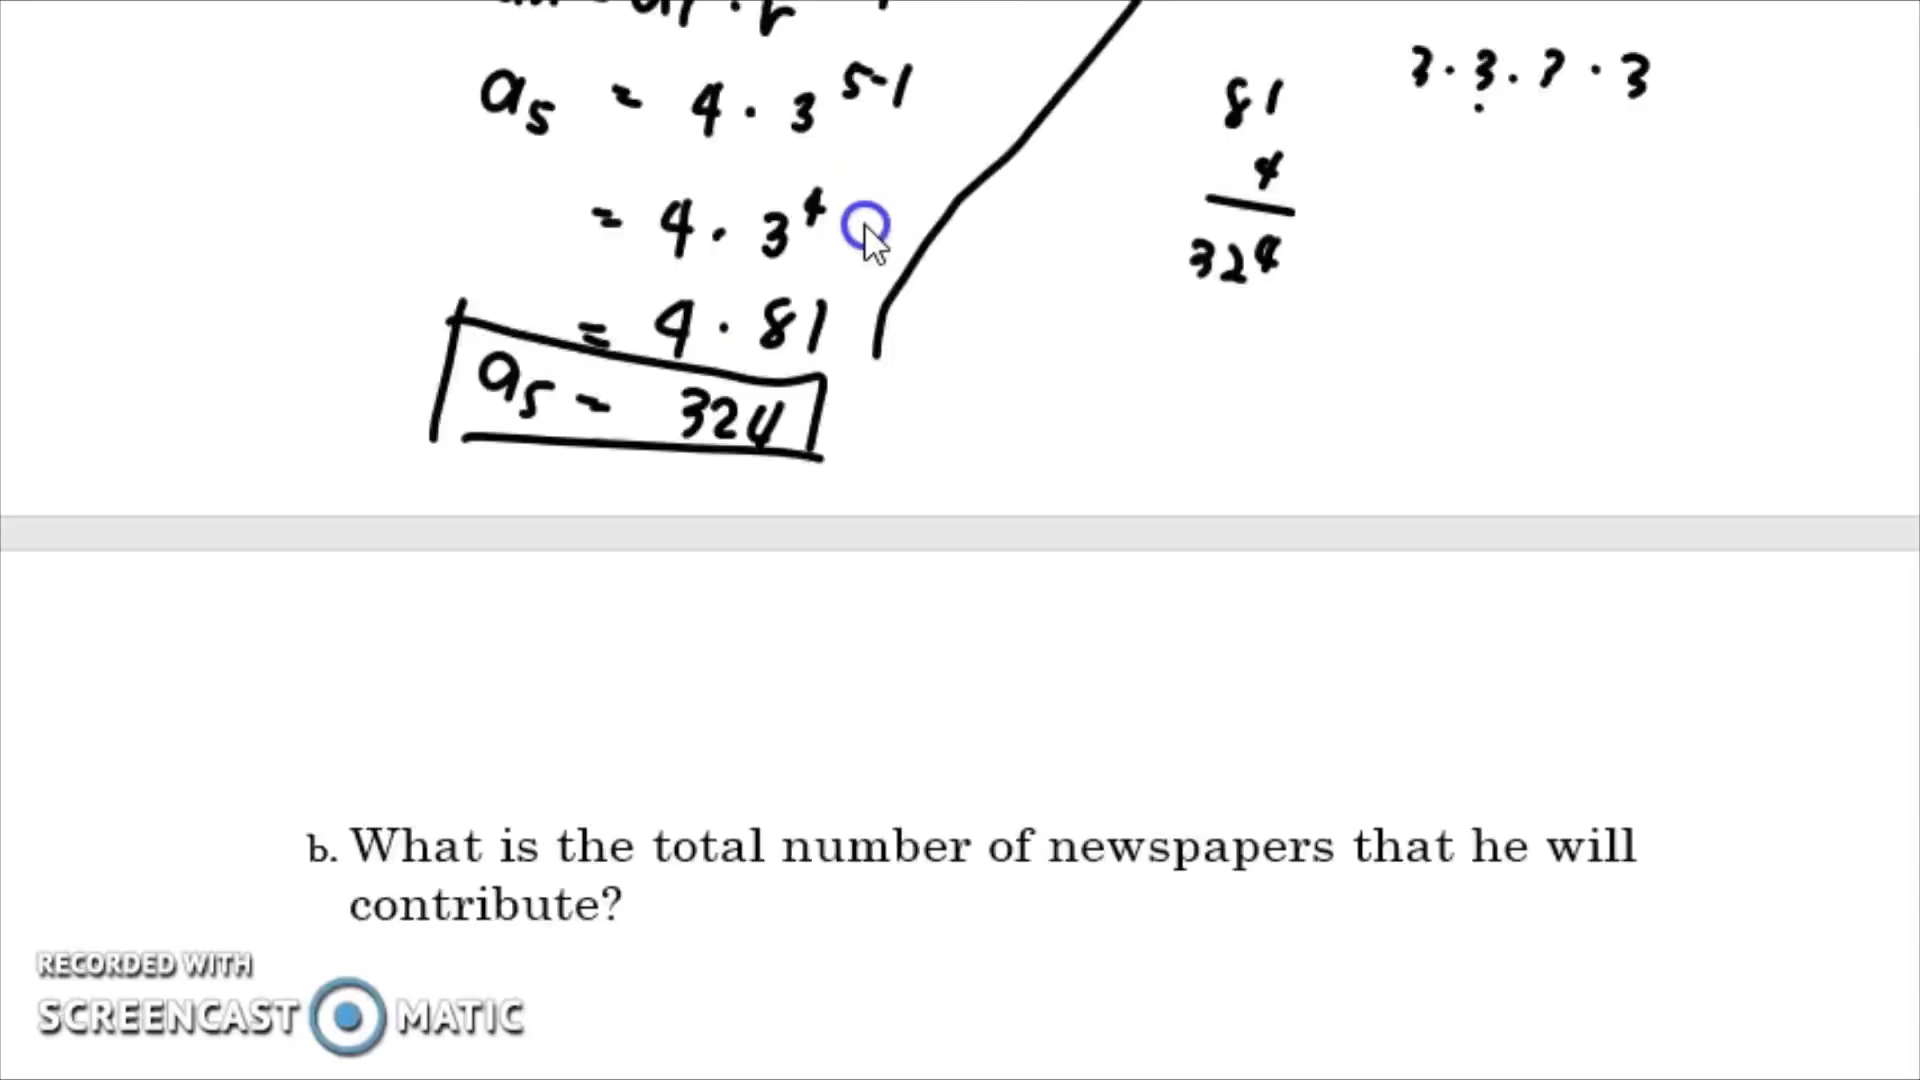 a5 = 4 · 3^5-1
= 4 · 3^4
= 4 · 81
a5 = 324
3 · 3 · 3 · 3
81
4
324
b. What is the total number of newspapers that he will
contribute?
RECORDED WITH
SCREENCAST MATIC